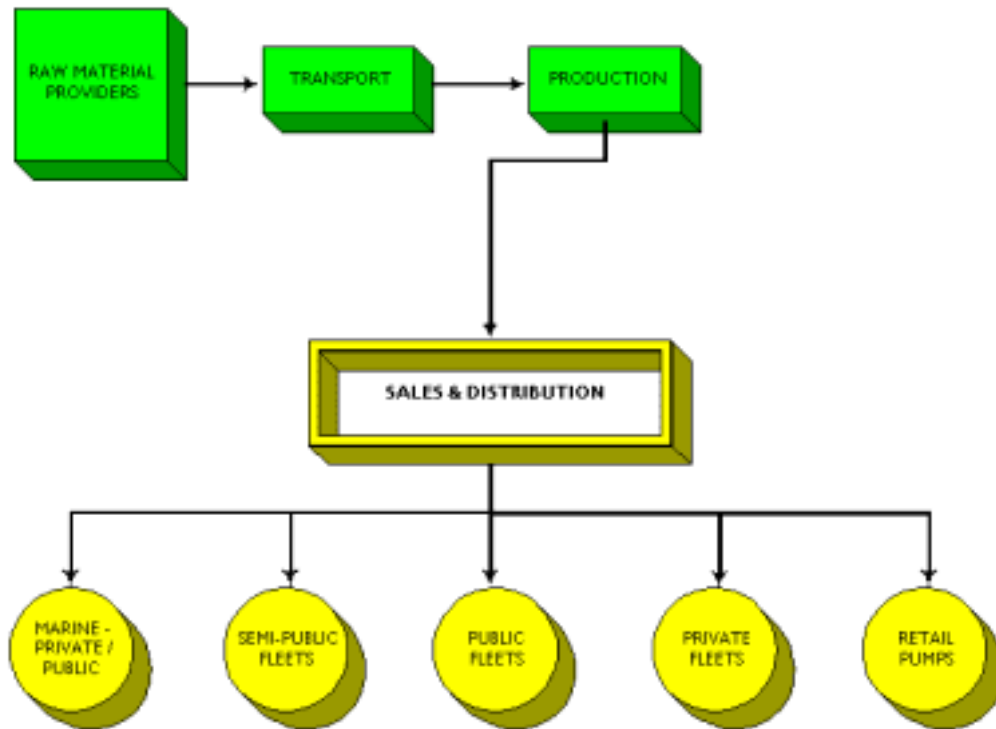 RAW MATERIAL
PROVIDERS
TRANSPORT
PRODUCTION
SALES & DISTRIBUTION
MARINE -
PRIVATE /
PUBLIC
SEMI-PUBLIC
FLEETS
PUBLIC
FLEETS
PRIVATE
FLEETS
RETAIL
PUMPS